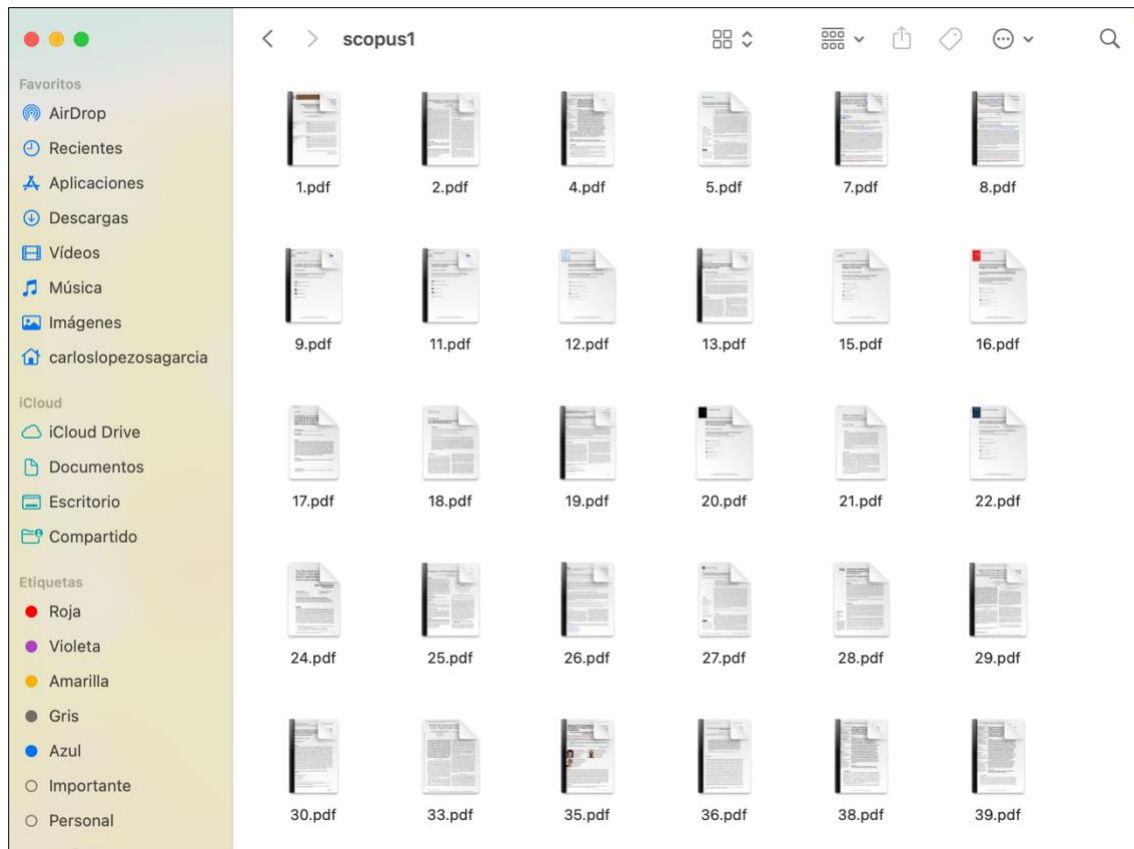 scopus1
Favoritos
AirDrop
Recientes
Aplicaciones
Descargas
Vídeos
Música
Imágenes
carloslopezosagarcia
iCloud
iCloud Drive
Documentos
Escritorio
Compartido
Etiquetas
Roja
Violeta
Amarilla
Gris
Azul
Importante
Personal
1.pdf 2.pdf 4.pdf 5.pdf 7.pdf 8.pdf
9.pdf 11.pdf 12.pdf 13.pdf 15.pdf 16.pdf
17.pdf 18.pdf 19.pdf 20.pdf 21.pdf 22.pdf
24.pdf 25.pdf 26.pdf 27.pdf 28.pdf 29.pdf
30.pdf 33.pdf 35.pdf 36.pdf 38.pdf 39.pdf